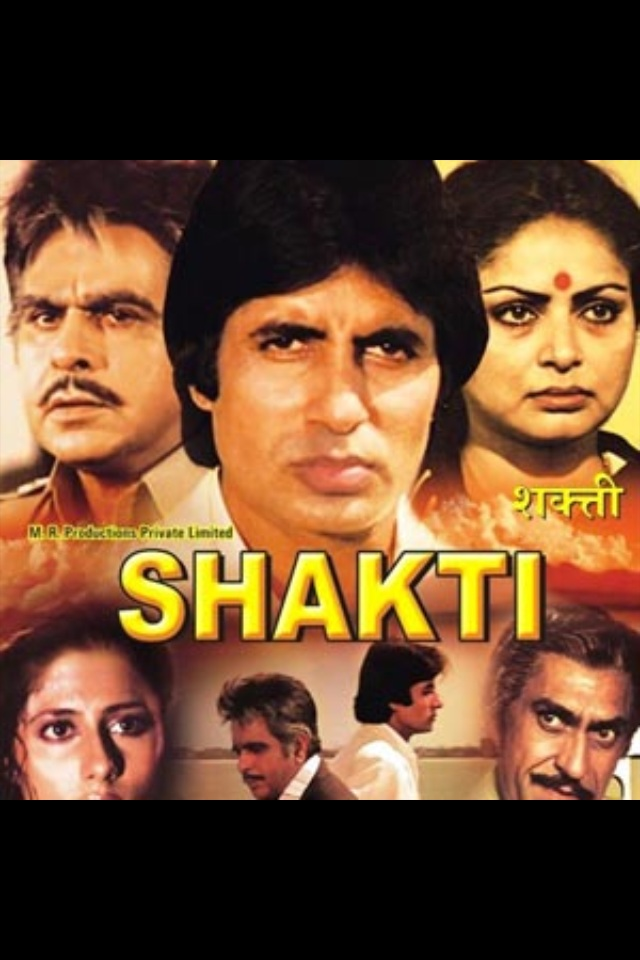 शक्ती
M. R. Productions Private Limited
SHAKTI